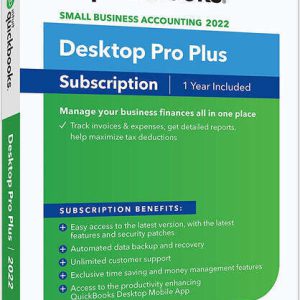 quickbooks.
SMALL BUSINESS ACCOUNTING 2022
Desktop Pro Plus
Subscription | 1 Year Included
Manage your business finances all in one place
✓ Track invoices & expenses, get detailed reports,
help maximize tax deductions
SUBSCRIPTION BENEFITS:
✓ Easy access to the latest version, with the latest
features and security patches
✓ Automated data backup and recovery
✓ Unlimited customer support
✓ Exclusive time saving and money management features
✓ Access to the productivity enhancing
QuickBooks Desktop Mobile App
quickbooks
Desktop Pro Plus / 2022